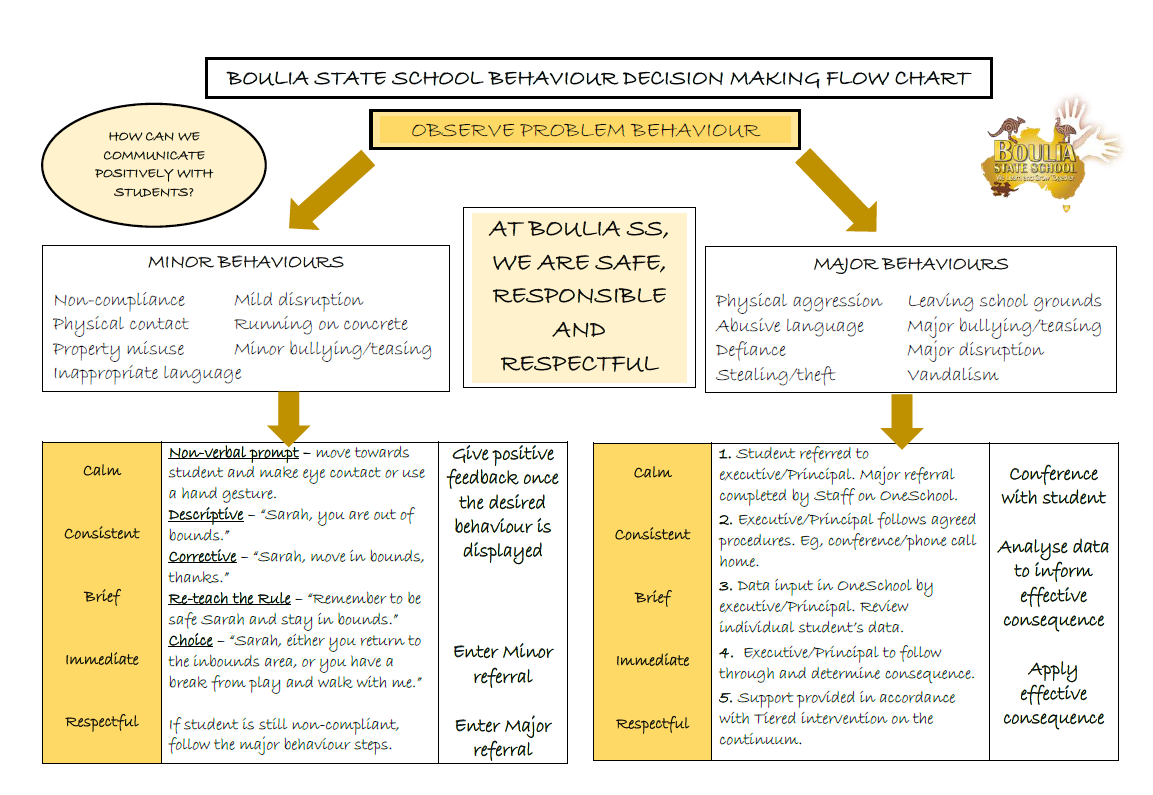 BOULIA STATE SCHOOL BEHAVIOUR DECISION MAKING FLOW CHART
OBSERVE PROBLEM BEHAVIOUR
HOW CAN WE
COMMUNICATE
POSITIVELY WITH
STUDENTS?
BOULIA
STATE SCHOOL
We Learn and Grow Together
AT BOULIA SS,
WE ARE SAFE,
RESPONSIBLE
AND
RESPECTFUL
MINOR BEHAVIOURS
Non-compliance Mild disruption
Physical contact Running on concrete
Property misuse Minor bullying/teasing
Inappropriate language
MAJOR BEHAVIOURS
Physical aggression Leaving school grounds
Abusive language Major bullying/teasing
Defiance Major disruption
Stealing/theft Vandalism
Calm
Consistent
Brief
Immediate
Respectful
Non-verbal prompt – move towards
student and make eye contact or use
a hand gesture.
Descriptive – “Sarah, you are out of
bounds.”
Corrective – “Sarah, move in bounds,
thanks.”
Re-teach the Rule – “Remember to be
safe Sarah and stay in bounds.”
Choice – “Sarah, either you return to
the inbounds area, or you have a
break from play and walk with me.”
If student is still non-compliant,
follow the major behaviour steps.
Give positive
feedback once
the desired
behaviour is
displayed
Enter Minor
referral
Enter Major
referral
Calm
Consistent
Brief
Immediate
Respectful
1. Student referred to
executive/Principal. Major referral
completed by Staff on OneSchool.
2. Executive/Principal follows agreed
procedures. Eg, conference/phone call
home.
3. Data input in OneSchool by
executive/Principal. Review
individual student’s data.
4. Executive/Principal to follow
through and determine consequence.
5. Support provided in accordance
with Tiered intervention on the
continuum.
Conference
with student
Analyse data
to inform
effective
consequence
Apply
effective
consequence